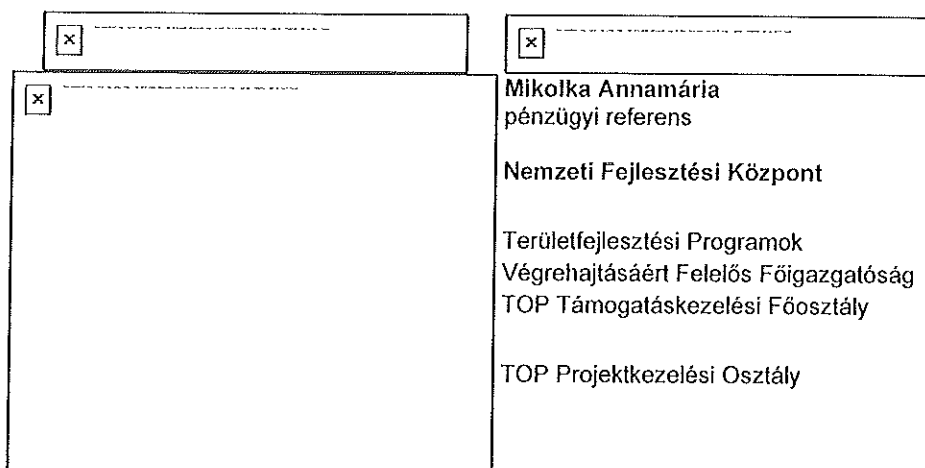 Mikolka Annamária
pénzügyi referens
Nemzeti Fejlesztési Központ
Területfejlesztési Programok
Végrehajtásáért Felelős Főigazgatóság
TOP Támogatáskezelési Főosztály
TOP Projektkezelési Osztály